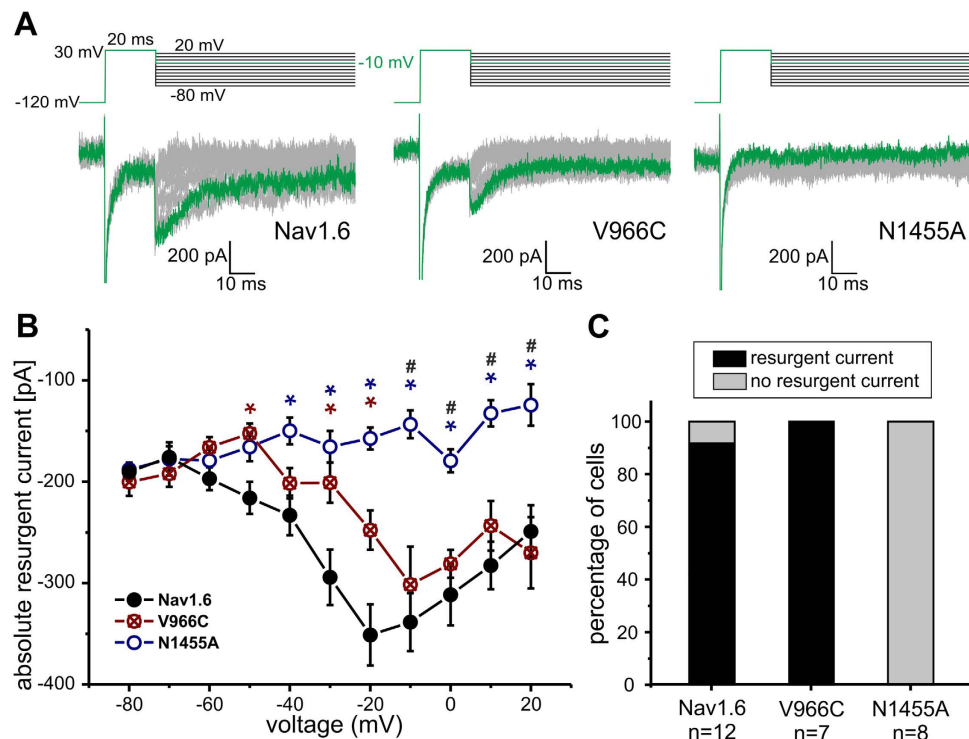 A
20 ms
30 mV
20 mV
-10 mV
-120 mV
-80 mV
Nav1.6
V966C
N1455A
200 pA
10 ms
200 pA
10 ms
200 pA
10 ms
B
absolute resurgent current [pA]
-100
-200
-300
-400
# # #
* * * * * * *
* *
#
*
Nav1.6
V966C
N1455A
-80 -60 -40 -20 0 20
voltage (mV)
C
resurgent current
no resurgent current
percentage of cells
100
80
60
40
20
0
Nav1.6 V966C N1455A
n=12 n=7 n=8